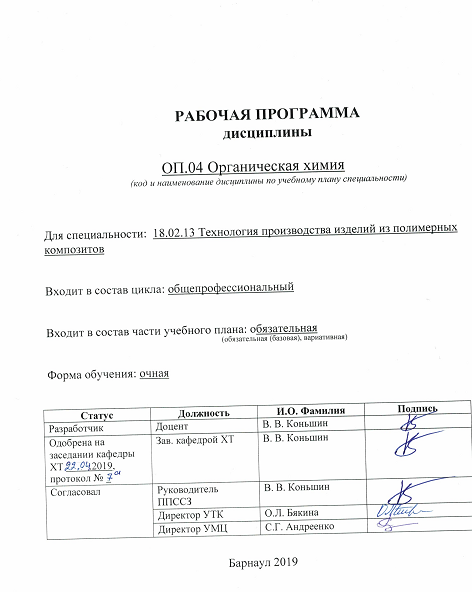 РАБОЧАЯ ПРОГРАММА
дисциплины
ОП.04 Органическая химия
(код и наименование дисциплины по учебному плану специальности)
Для специальности: 18.02.13 Технология производства изделий из полимерных
композитов
Входит в состав цикла: общепрофессиональный
Входит в состав части учебного плана: обязательная
(обязательная (базовая), вариативная)
Форма обучения: очная
Статус Должность И.О. Фамилия Подпись
Разработчик Доцент В. В. Коньшин
Одобрена на Зав. кафедрой ХТ В. В. Коньшин
заседании кафедры
ХТ 22.04.2019,
протокол № 7
Согласовал Руководитель В. В. Коньшин
ППССЗ
Директор УТК О.Л. Бякина
Директор УМЦ С.Г. Андреенко
Барнаул 2019